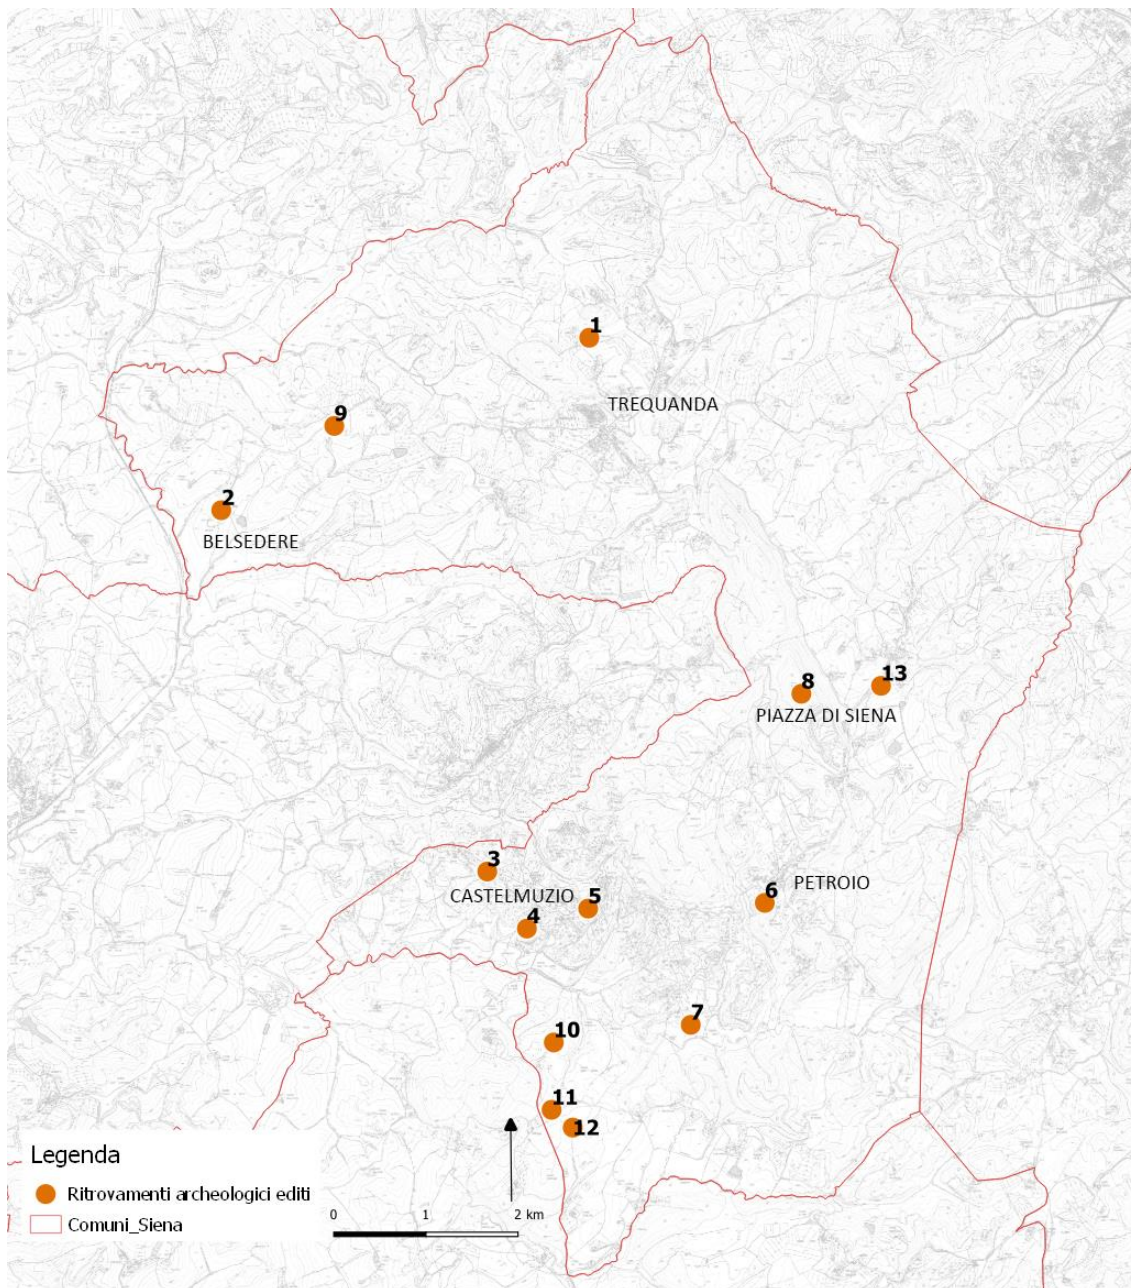 1
TREQUANDA
9
2
BELSEDERE
8
13
PIAZZA DI SIENA
3
CASTELMUZIO
5
4
6
PETROIO
7
10
11
12
Legenda
Ritrovamenti archeologici editi
Comuni_Siena
0 1 2 km